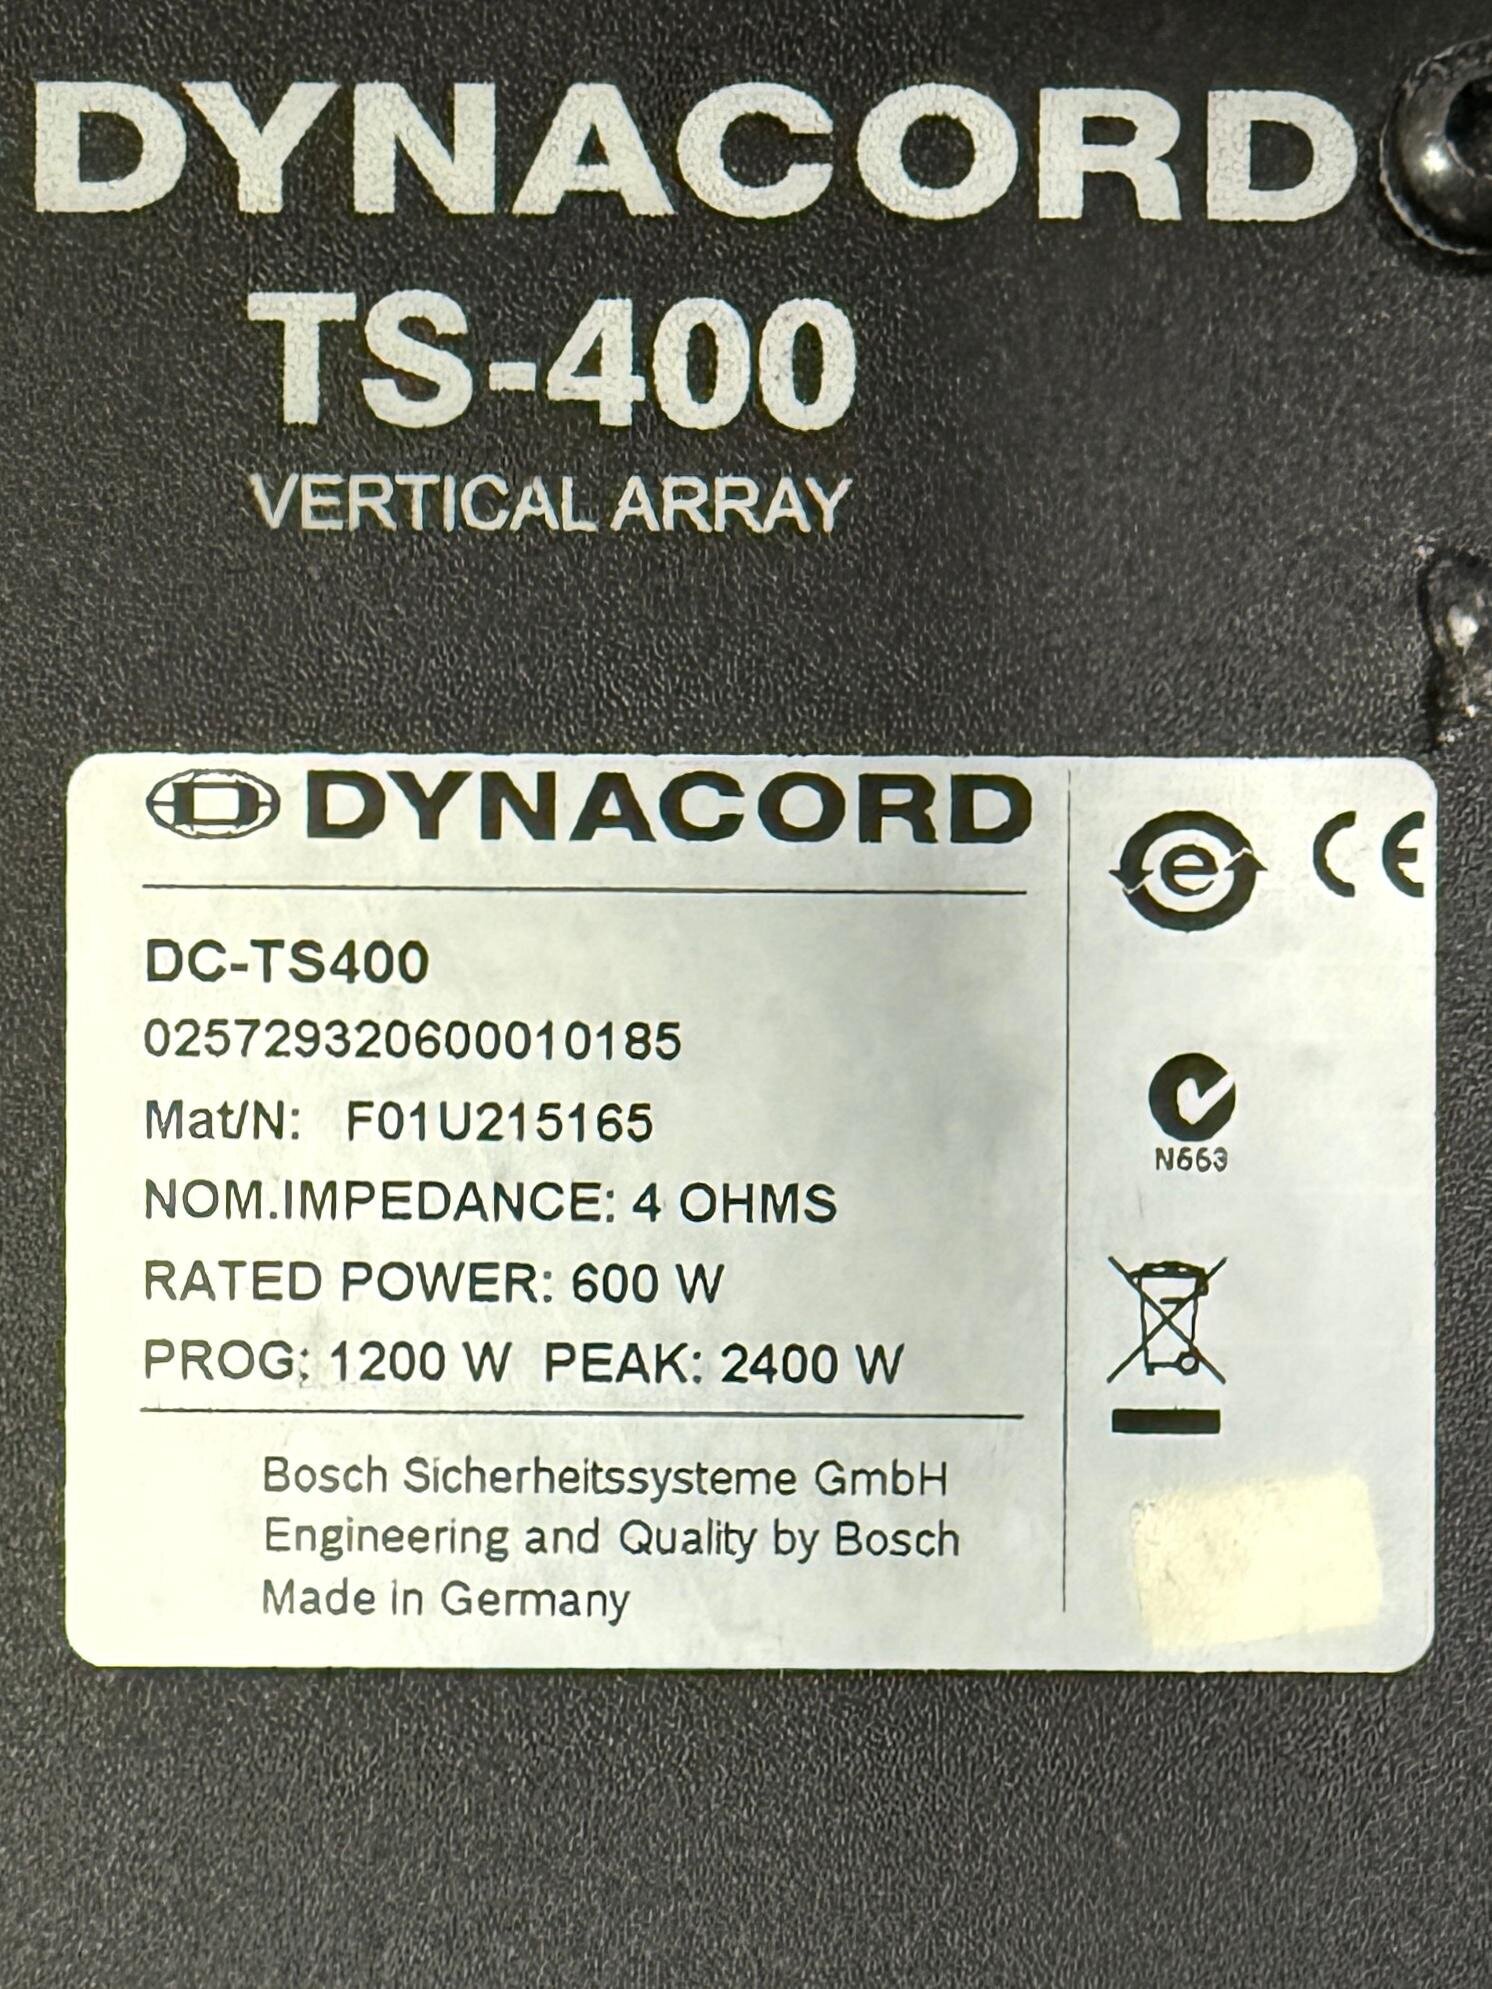 DYNACORD
TS-400
VERTICAL ARRAY
DYNACORD
DC-TS400
025729320600010185
Mat/N: F01U215165
NOM.IMPEDANCE: 4 OHMS
RATED POWER: 600 W
PROG: 1200 W PEAK: 2400 W
Bosch Sicherheitssysteme GmbH
Engineering and Quality by Bosch
Made in Germany
e
CE
N663